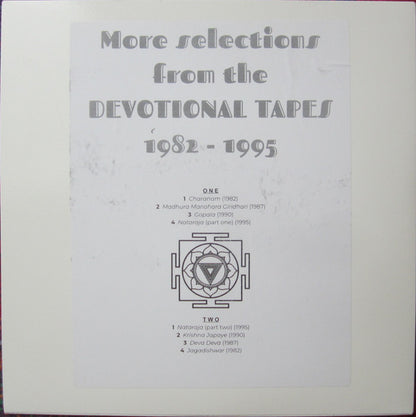 More selections
from the
DEVOTIONAL TAPES
1982 - 1995
ONE
1 Charanam (1982)
2 Madhura Manohara Giridhari (1987)
3 Gopala (1990)
4 Nataraja (part one) (1995)
TWO
1 Nataraja (part two) (1995)
2 Krishna Japaye (1990)
3 Deva Deva (1987)
4 Jagadishwar (1982)